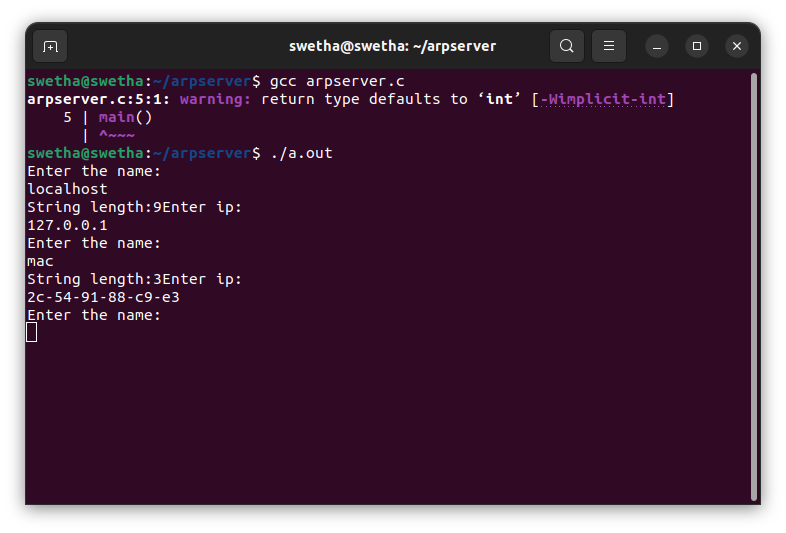 swetha@swetha: ~/arpserver
swetha@swetha:~/arpserver$ gcc arpserver.c
arpserver.c:5:1: warning: return type defaults to ‘int’ [-Wimplicit-int]
    5 | main()
      | ^~~~
swetha@swetha:~/arpserver$ ./a.out
Enter the name:
localhost
String length:9Enter ip:
127.0.0.1
Enter the name:
mac
String length:3Enter ip:
2c-54-91-88-c9-e3
Enter the name: